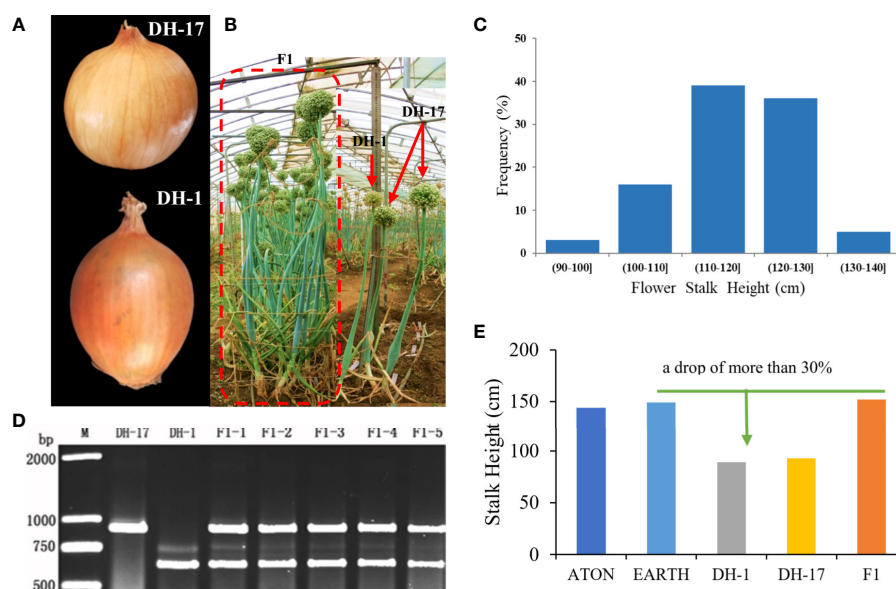 A
DH-17
DH-1
B
F1
DH-17
DH-1
C
50
40
30
20
10
0
Frequency (%)
(90-100]
(100-110]
(110-120]
(120-130]
(130-140]
Flower Stalk Height (cm)
D
bp
M
DH-17
DH-1
F1-1
F1-2
F1-3
F1-4
F1-5
2000
1000
750
500
E
200
150
100
50
0
Stalk Height (cm)
a drop of more than 30%
ATON
EARTH
DH-1
DH-17
F1